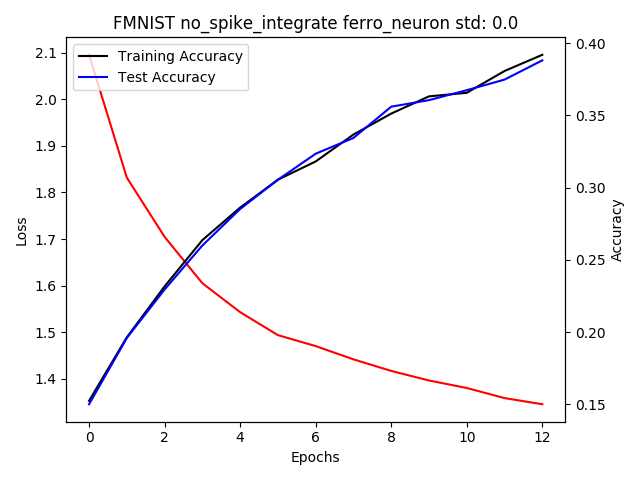 FMNIST no_spike_integrate ferro_neuron std: 0.0
Training Accuracy
Test Accuracy
2.1
2.0
1.9
1.8
1.7
1.6
1.5
1.4
Loss
0.40
0.35
0.30
0.25
0.20
0.15
Accuracy
0 2 4 6 8 10 12
Epochs